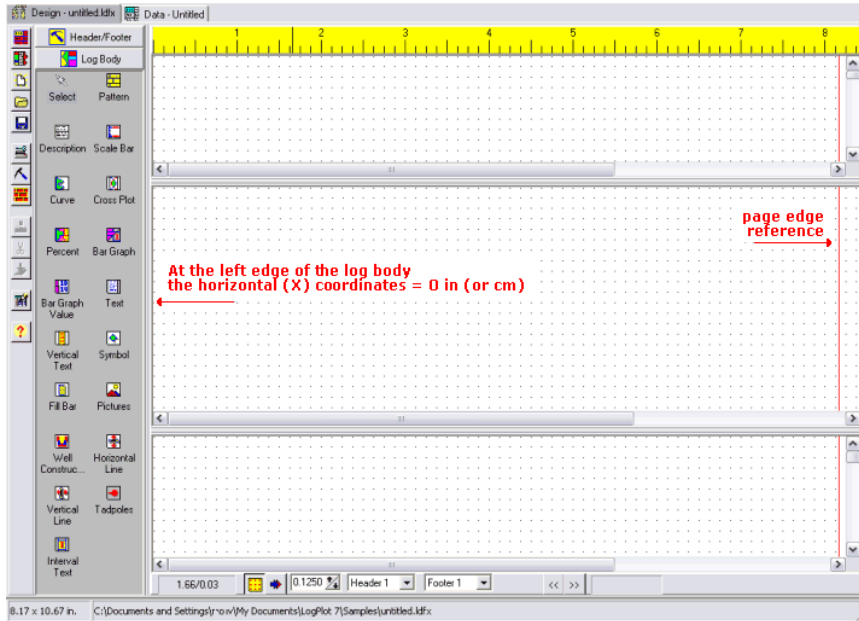 Design - untitled.ldfx Data - Untitled
Header/Footer
Log Body
1 2 3 4 5 6 7 8
Select Pattern
Description Scale Bar
Curve Cross Plot
Percent Bar Graph
Bar Graph Value Text
Vertical Text Symbol
Fill Bar Pictures
Well Construc... Horizontal Line
Vertical Line Tadpoles
Interval Text
page edge
reference
At the left edge of the log body
the horizontal (X) coordinates = 0 in (or cm)
1.66/0.03 0.1250 Header 1 Footer 1 << >>
8.17 x 10.67 in. C:\Documents and Settings\ \My Documents\LogPlot 7\Samples\untitled.ldfx